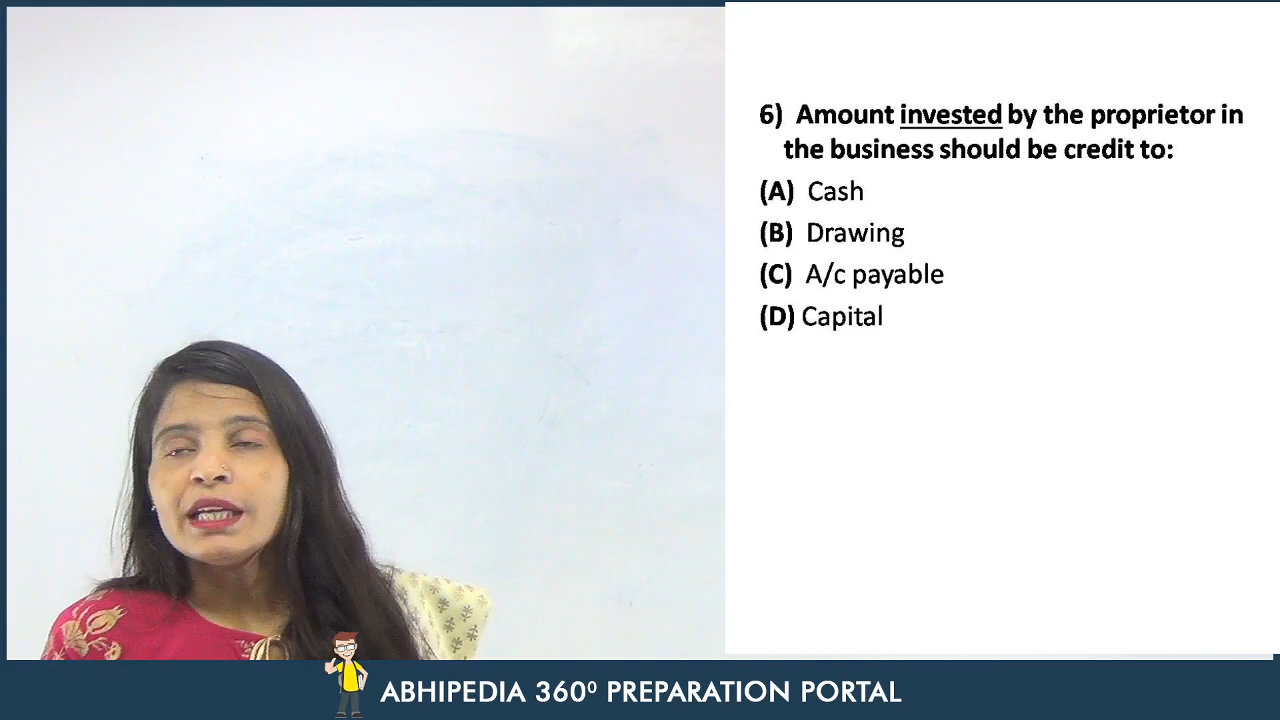 6) Amount invested by the proprietor in
the business should be credit to:
(A) Cash
(B) Drawing
(C) A/c payable
(D) Capital
ABHIPEDIA 360⁰ PREPARATION PORTAL